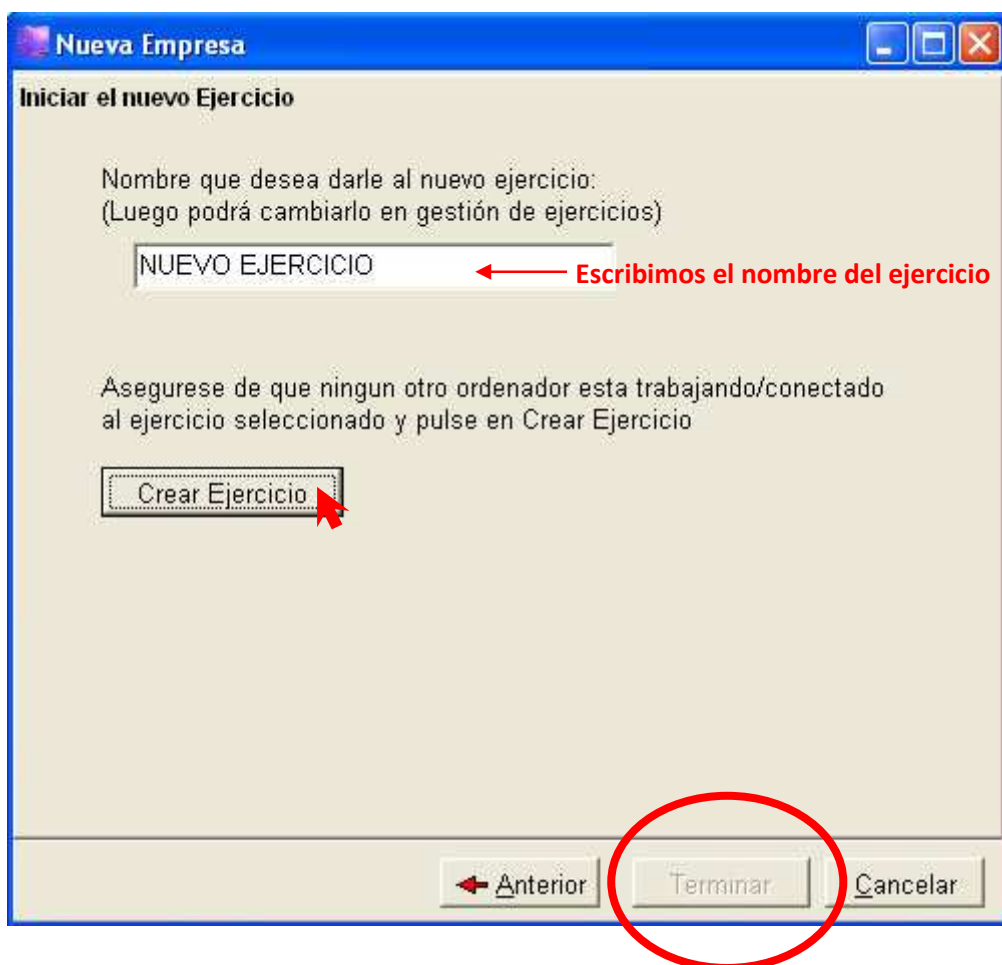 Nueva Empresa
Iniciar el nuevo Ejercicio
Nombre que desea darle al nuevo ejercicio:
(Luego podrá cambiarlo en gestión de ejercicios)
NUEVO EJERCICIO
Escribimos el nombre del ejercicio
Asegurese de que ningun otro ordenador esta trabajando/conectado
al ejercicio seleccionado y pulse en Crear Ejercicio
Crear Ejercicio
Anterior
Terminar
Cancelar